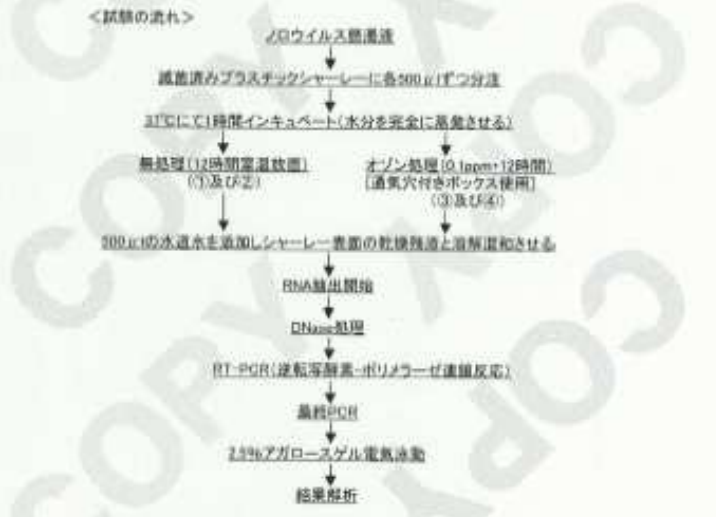 <試験の流れ>
ノロウイルス懸濁液
滅菌済みプラスチックシャーレーに各500μlずつ分注
37℃にて1時間インキュベート(水分を完全に蒸発させる)
無処理(12時間室温放置)
(①及び②)
オゾン処理(0.1ppm・12時間)
[通気穴付きボックス使用]
(③及び④)
500μlの水道水を添加しシャーレー表面の乾燥残渣と溶解混和させる
RNA抽出開始
DNase処理
RT-PCR(逆転写酵素-ポリメラーゼ連鎖反応)
最終PCR
2.5%アガロースゲル電気泳動
結果解析
COPY
COPY
COPY
COPY